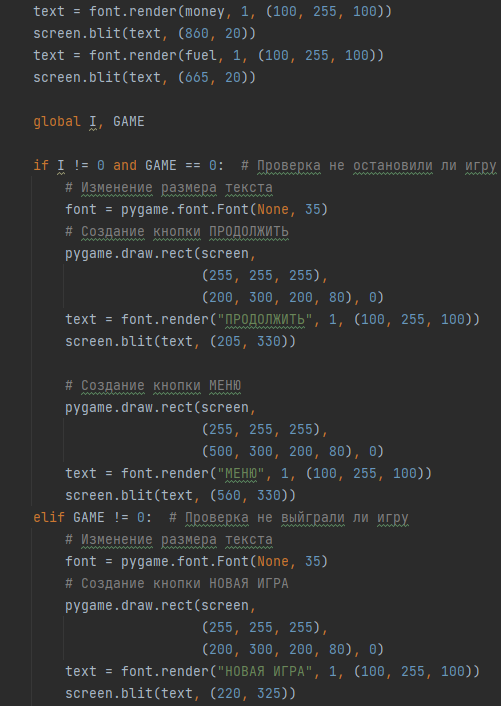 text = font.render(money, 1, (100, 255, 100))
screen.blit(text, (860, 20))
text = font.render(fuel, 1, (100, 255, 100))
screen.blit(text, (665, 20))

global I, GAME

if I != 0 and GAME == 0:  # Проверка не остановили ли игру
    # Изменение размера текста
    font = pygame.font.Font(None, 35)
    # Создание кнопки ПРОДОЛЖИТЬ
    pygame.draw.rect(screen,
                     (255, 255, 255),
                     (200, 300, 200, 80), 0)
    text = font.render("ПРОДОЛЖИТЬ", 1, (100, 255, 100))
    screen.blit(text, (205, 330))

    # Создание кнопки МЕНЮ
    pygame.draw.rect(screen,
                     (255, 255, 255),
                     (500, 300, 200, 80), 0)
    text = font.render("МЕНЮ", 1, (100, 255, 100))
    screen.blit(text, (560, 330))
elif GAME != 0:  # Проверка не выйграли ли игру
    # Изменение размера текста
    font = pygame.font.Font(None, 35)
    # Создание кнопки НОВАЯ ИГРА
    pygame.draw.rect(screen,
                     (255, 255, 255),
                     (200, 300, 200, 80), 0)
    text = font.render("НОВАЯ ИГРА", 1, (100, 255, 100))
    screen.blit(text, (220, 325))